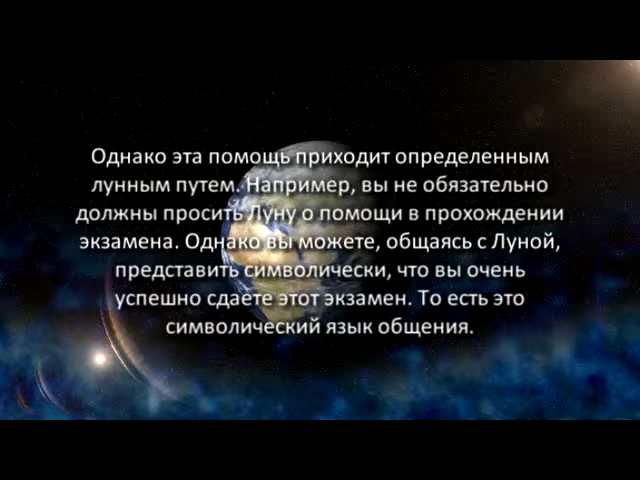 Однако эта помощь приходит определенным
лунным путем. Например, вы не обязательно
должны просить Луну о помощи в прохождении
экзамена. Однако вы можете, общаясь с Луной,
представить символически, что вы очень
успешно сдаете этот экзамен. То есть это
символический язык общения.